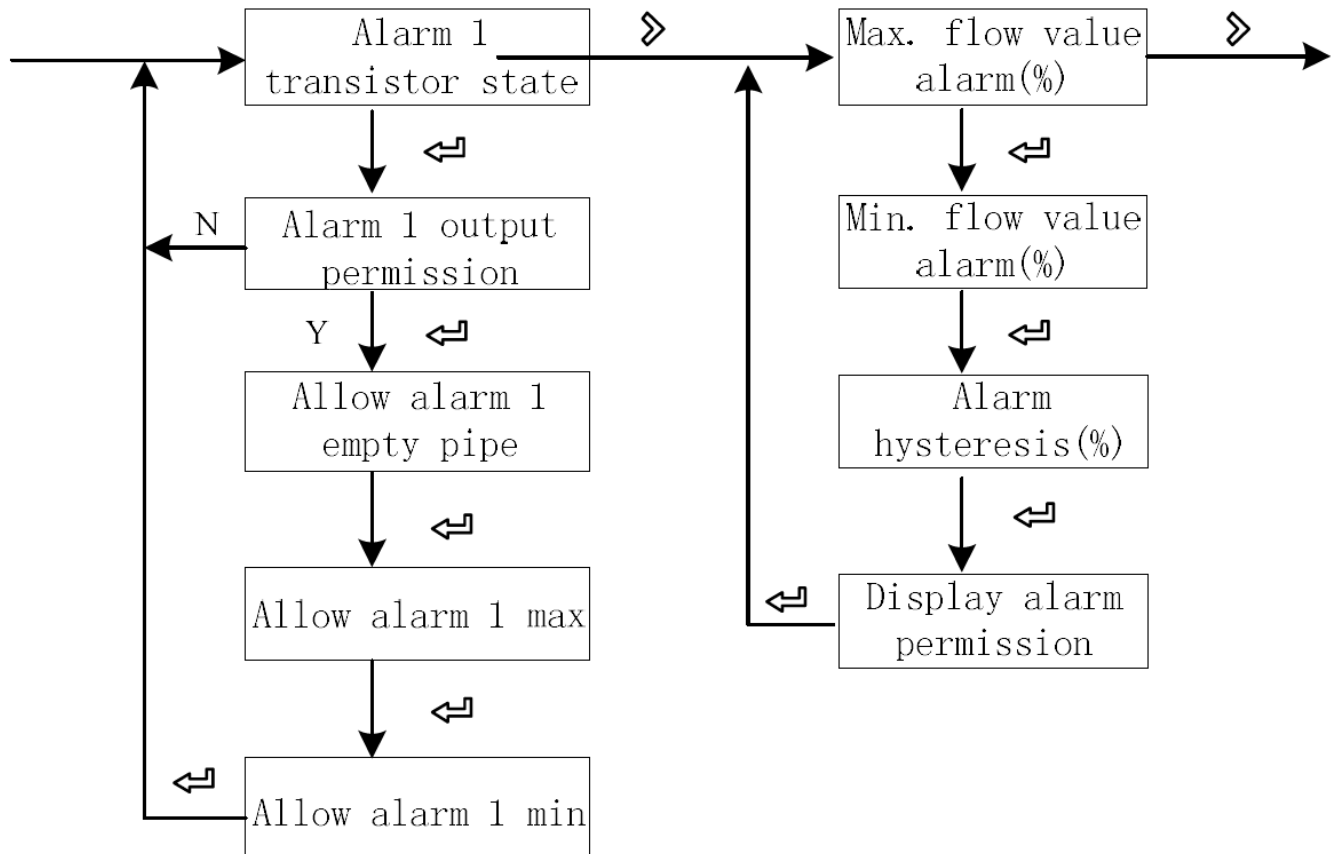 Alarm 1
transistor state
N
Alarm 1 output
permission
Y
Allow alarm 1
empty pipe
Allow alarm 1 max
Allow alarm 1 min
Max. flow value
alarm(%)
Min. flow value
alarm(%)
Alarm
hysteresis(%)
Display alarm
permission